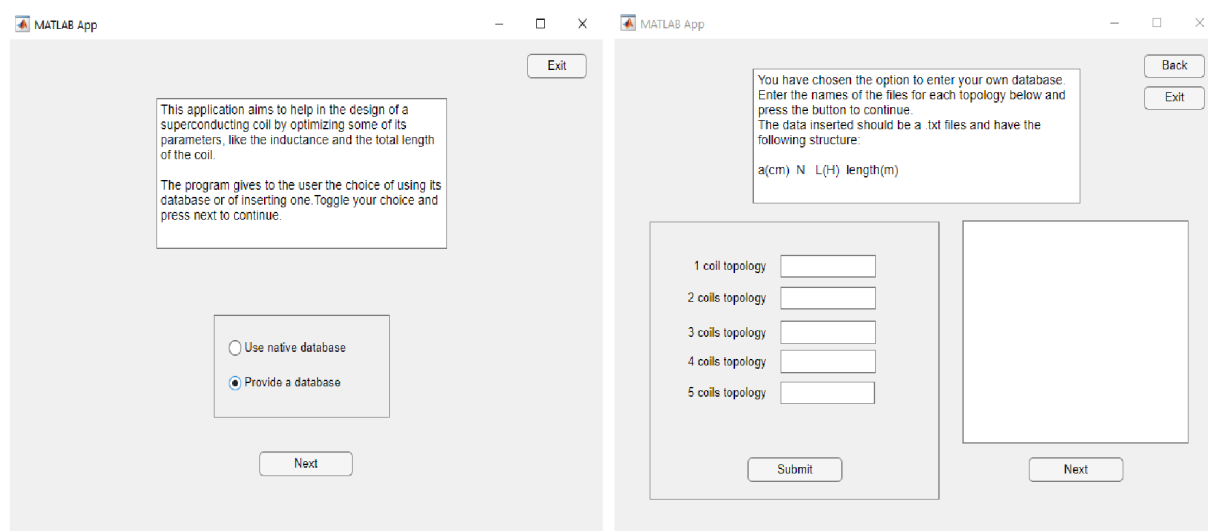 MATLAB App
Exit
This application aims to help in the design of a
superconducting coil by optimizing some of its
parameters, like the inductance and the total length
of the coil.
The program gives to the user the choice of using its
database or of inserting one.Toggle your choice and
press next to continue.
Use native database
Provide a database
Next
MATLAB App
Back
Exit
You have chosen the option to enter your own database.
Enter the names of the files for each topology below and
press the button to continue.
The data inserted should be a .txt files and have the
following structure:
a(cm) N L(H) length(m)
1 coil topology
2 coils topology
3 coils topology
4 coils topology
5 coils topology
Submit
Next